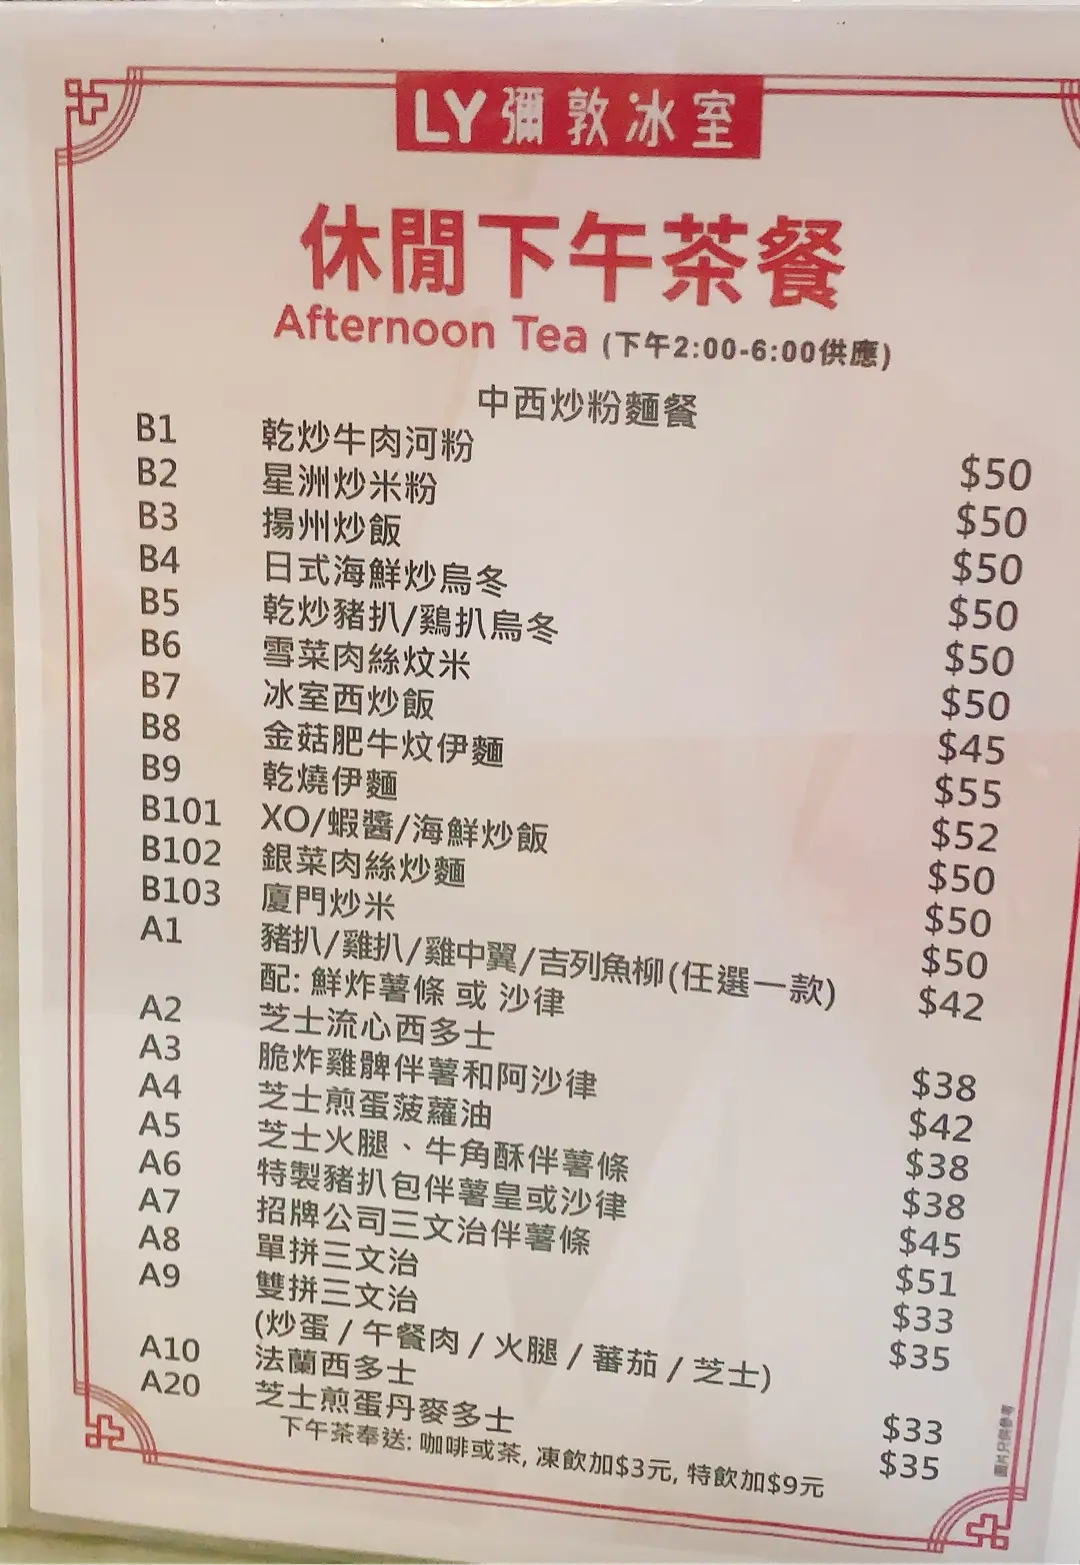 LY彌敦冰室
休閒下午茶餐
Afternoon Tea (下午2:00-6:00供應)
中西炒粉麵餐
B1 乾炒牛肉河粉 $50
B2 星洲炒米粉 $50
B3 揚州炒飯 $50
B4 日式海鮮炒烏冬 $50
B5 乾炒豬扒/鷄扒烏冬 $50
B6 雪菜肉絲炆米 $50
B7 冰室西炒飯 $45
B8 金菇肥牛炆伊麵 $55
B9 乾燒伊麵 $52
B101 XO/蝦醬/海鮮炒飯 $50
B102 銀菜肉絲炒麵 $50
B103 廈門炒米 $50
A1 豬扒/雞扒/雞中翼/吉列魚柳(任選一款) $42
配: 鮮炸薯條 或 沙律
A2 芝士流心西多士 $38
A3 脆炸雞髀伴薯和阿沙律 $42
A4 芝士煎蛋菠蘿油 $38
A5 芝士火腿、牛角酥伴薯條 $38
A6 特製豬扒包伴薯皇或沙律 $45
A7 招牌公司三文治伴薯條 $51
A8 單拼三文治 $33
A9 雙拼三文治 $35
(炒蛋 / 午餐肉 / 火腿 / 蕃茄 / 芝士)
A10 法蘭西多士 $33
A20 芝士煎蛋丹麥多士 $35
下午茶奉送: 咖啡或茶, 凍飲加$3元, 特飲加$9元
圖片只供參考